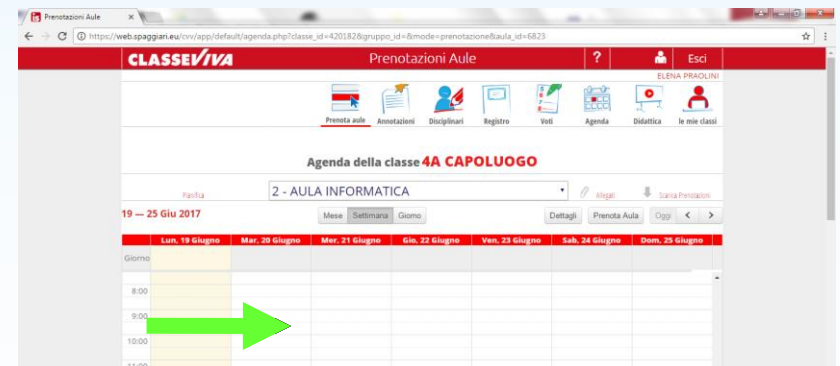 Prenotazioni Aule
https://web.spaggiari.eu/cvv/app/default/agenda.php?classe_id=420182&gruppo_id=&mode=prenotazione&aula_id=6823
CLASSEVIVA Prenotazioni Aule ? Esci
ELENA PRAOLINI
Prenota aule Annotazioni Disciplinari Registro Voti Agenda Didattica le mie classi
Agenda della classe 4A CAPOLUOGO
Pianifica 2 - AULA INFORMATICA Allegati Scarica Prenotazioni
19 — 25 Giu 2017 Mese Settimana Giorno Dettagli Prenota Aula Oggi < >
Lun, 19 Giugno Mar, 20 Giugno Mer, 21 Giugno Gio, 22 Giugno Ven, 23 Giugno Sab, 24 Giugno Dom, 25 Giugno
Giorno
8:00
9:00
10:00
11:00